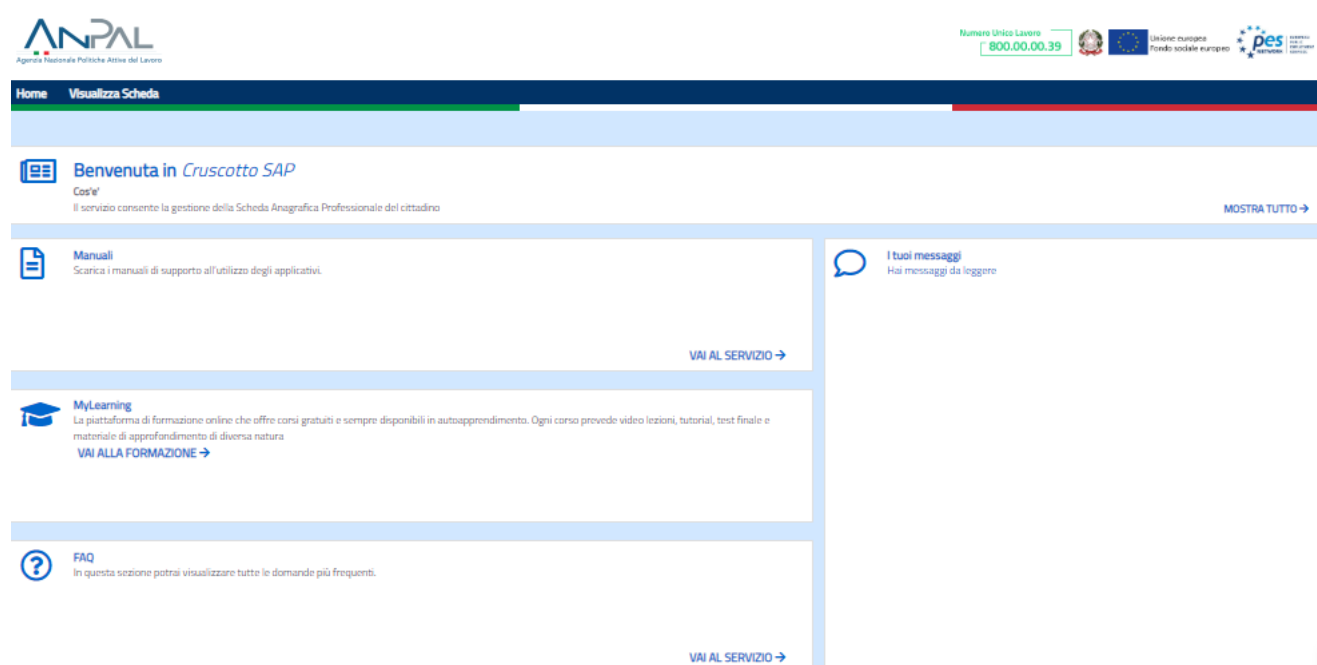 ANPAL
Agenzia Nazionale Politiche Attive del Lavoro
Numero Unico Lavoro
800.00.00.39
Unione europea
Fondo sociale europeo
pes
NETWORK
Home Visualizza Scheda
Benvenuta in Cruscotto SAP
Cos'e'
Il servizio consente la gestione della Scheda Anagrafica Professionale del cittadino
MOSTRA TUTTO →
Manuali
Scarica i manuali di supporto all'utilizzo degli applicativi.
VAI AL SERVIZIO →
I tuoi messaggi
Hai messaggi da leggere
MyLearning
La piattaforma di formazione online che offre corsi gratuiti e sempre disponibili in autoapprendimento. Ogni corso prevede video lezioni, tutorial, test finale e
materiale di approfondimento di diversa natura
VAI ALLA FORMAZIONE →
FAQ
In questa sezione potrai visualizzare tutte le domande più frequenti.
VAI AL SERVIZIO →